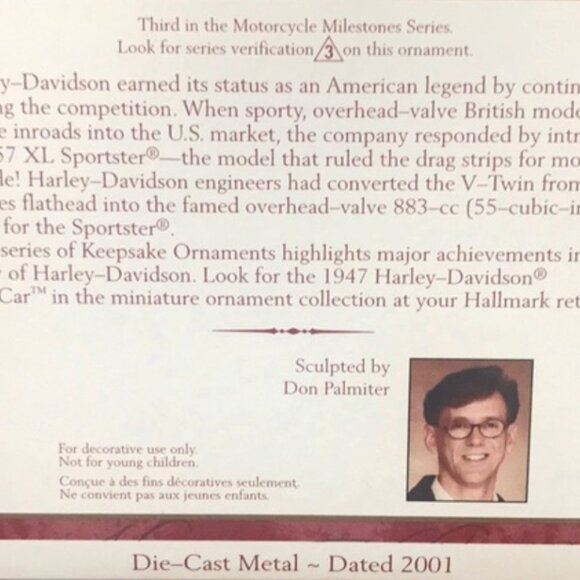 Third in the Motorcycle Milestones Series.
Look for series verification 3 on this ornament.
ey–Davidson earned its status as an American legend by contin
ng the competition. When sporty, overhead–valve British mode
e inroads into the U.S. market, the company responded by intr
57 XL Sportster®—the model that ruled the drag strips for mo
de! Harley–Davidson engineers had converted the V–Twin from
es flathead into the famed overhead–valve 883–cc (55–cubic–in
for the Sportster®.
series of Keepsake Ornaments highlights major achievements in
of Harley–Davidson. Look for the 1947 Harley–Davidson®
Car™ in the miniature ornament collection at your Hallmark ret
Sculpted by
Don Palmiter
For decorative use only.
Not for young children.
Conçue à des fins décoratives seulement.
Ne convient pas aux jeunes enfants.
Die–Cast Metal ~ Dated 2001